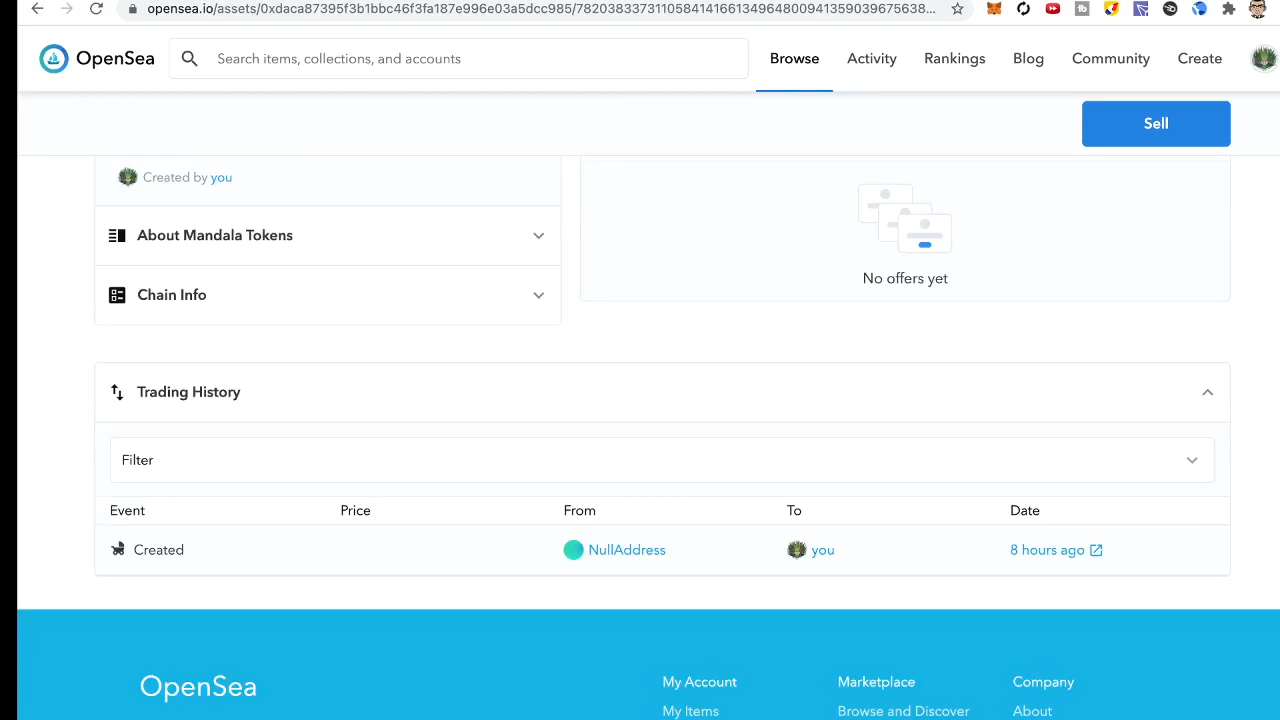 opensea.io/assets/0xdaca87395f3b1bbc46f3fa187e996e03a5dcc985/78203833731105841416613496480094135903967​5638...
OpenSea
Search items, collections, and accounts
Browse
Activity
Rankings
Blog
Community
Create
Sell
Created by you
About Mandala Tokens
Chain Info
No offers yet
Trading History
Filter
Event Price From To Date
Created NullAddress you 8 hours ago
OpenSea
My Account Marketplace Company
My Items Browse and Discover About